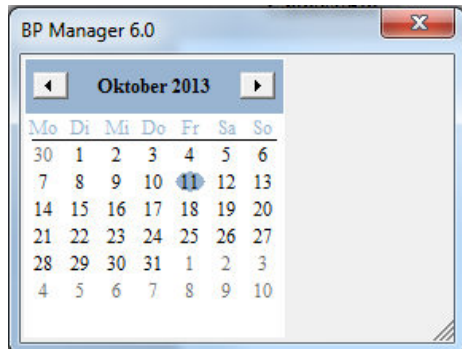 BP Manager 6.0
Oktober 2013
Mo Di Mi Do Fr Sa So
30 1 2 3 4 5 6
7 8 9 10 11 12 13
14 15 16 17 18 19 20
21 22 23 24 25 26 27
28 29 30 31 1 2 3
4 5 6 7 8 9 10